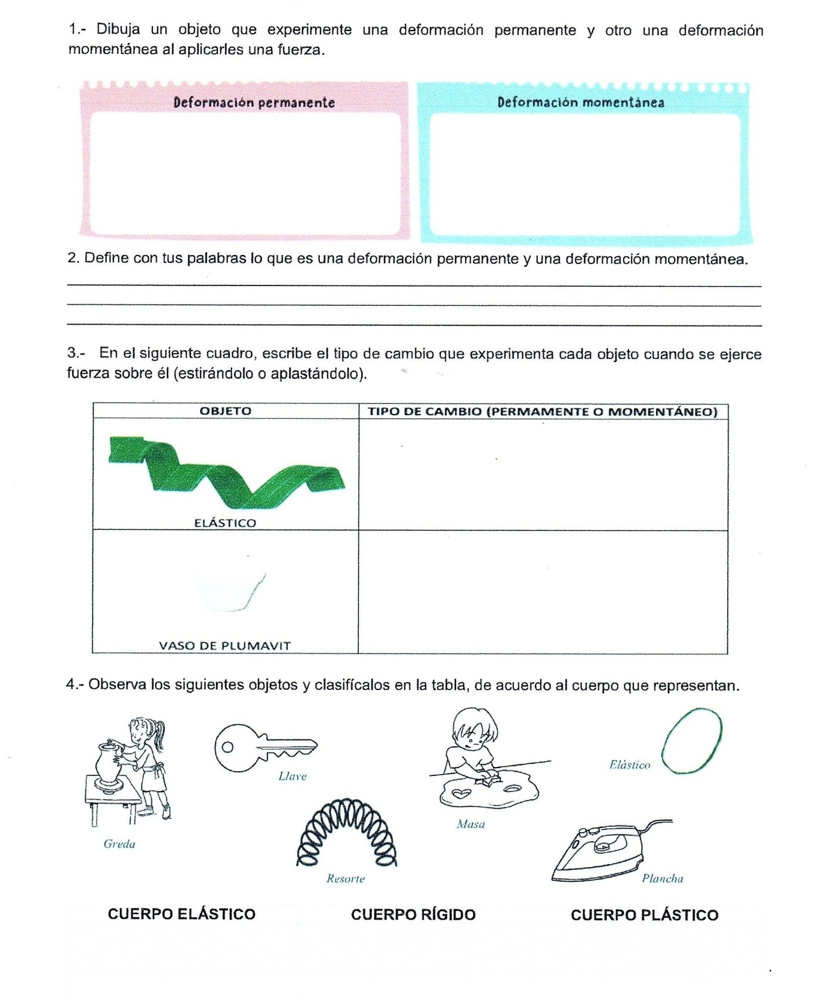 1.- Dibuja un objeto que experimente una deformación permanente y otro una deformación
momentánea al aplicarles una fuerza.
Deformación permanente
Deformación momentánea
2. Define con tus palabras lo que es una deformación permanente y una deformación momentánea.
3.- En el siguiente cuadro, escribe el tipo de cambio que experimenta cada objeto cuando se ejerce
fuerza sobre él (estirándolo o aplastándolo).
OBJETO
TIPO DE CAMBIO (PERMAMENTE O MOMENTÁNEO)
ELÁSTICO
VASO DE PLUMAVIT
4.- Observa los siguientes objetos y clasifícalos en la tabla, de acuerdo al cuerpo que representan.
Elástico
Llave
Masa
Greda
Resorte
Plancha
CUERPO ELÁSTICO
CUERPO RÍGIDO
CUERPO PLÁSTICO